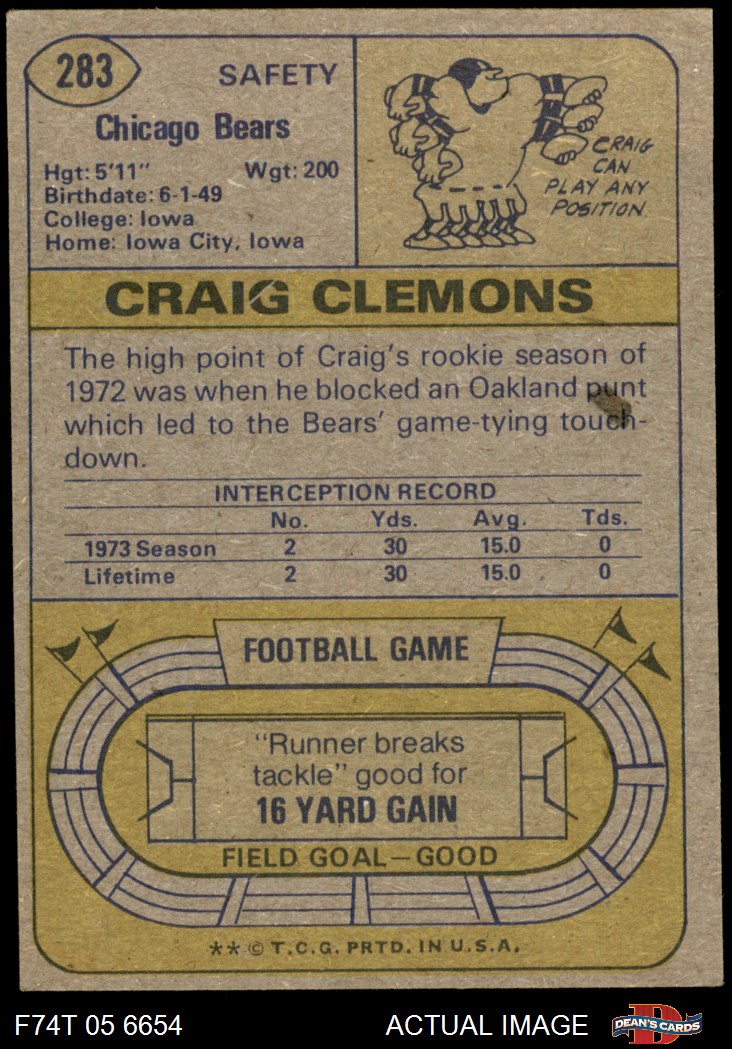 283
SAFETY
Chicago Bears
Hgt: 5'11" Wgt: 200
Birthdate: 6-1-49
College: Iowa
Home: Iowa City, Iowa
CRAIG
CAN
PLAY ANY
POSITION.
CRAIG CLEMONS
The high point of Craig's rookie season of
1972 was when he blocked an Oakland punt
which led to the Bears' game-tying touch-
down.
INTERCEPTION RECORD
No. Yds. Avg. Tds.
1973 Season 2 30 15.0 0
Lifetime 2 30 15.0 0
FOOTBALL GAME
"Runner breaks
tackle" good for
16 YARD GAIN
FIELD GOAL—GOOD
** © T.C.G. PRTD. IN U.S.A.
F74T 05 6654 ACTUAL IMAGE
D
DEAN'S CARDS